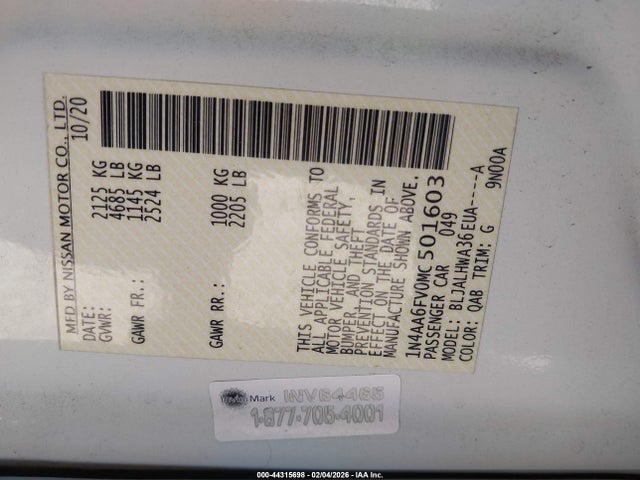 MFD BY NISSAN MOTOR CO., LTD.
DATE: 10/20
GVWR: 2125 KG
4685 LB
GAWR FR.: 1145 KG
2524 LB
GAWR RR.: 1000 KG
2205 LB
THIS VEHICLE CONFORMS TO
ALL APPLICABLE FEDERAL
MOTOR VEHICLE SAFETY,
BUMPER, AND THEFT
PREVENTION STANDARDS IN
EFFECT ON THE DATE OF
MANUFACTURE SHOWN ABOVE.
1N4AA6FV0MC501603
PASSENGER CAR 049
MODEL: BLJALHWA36EUA----A
COLOR: QAB TRIM: G 9N00A
Mark INV64465
1-877-705-4001
000-44315698 - 02/04/2026 - IAA Inc.